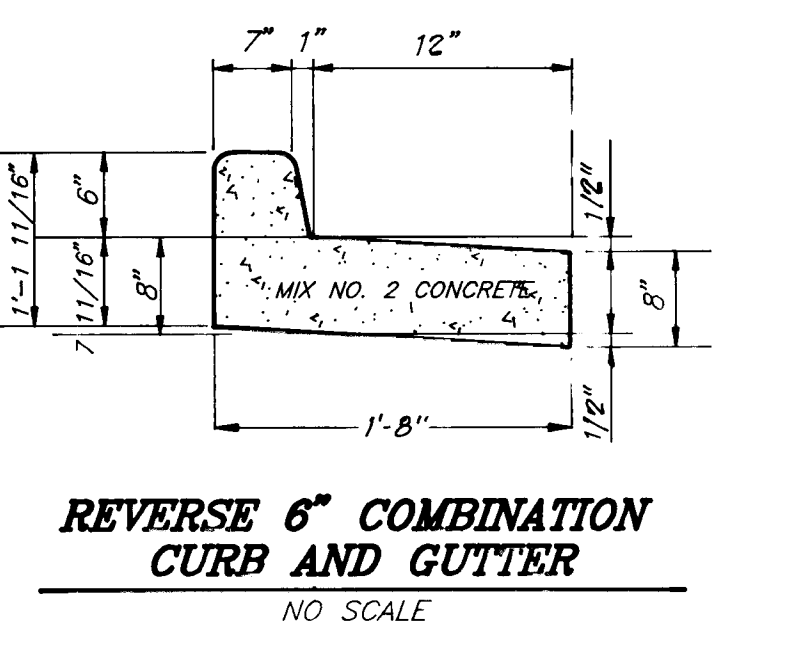 7" 1" 12"
1'-1 11/16"
6"
7 11/16"
8"
1/2"
8"
1/2"
MIX NO. 2 CONCRETE
1'-8"
REVERSE 6" COMBINATION
CURB AND GUTTER
NO SCALE